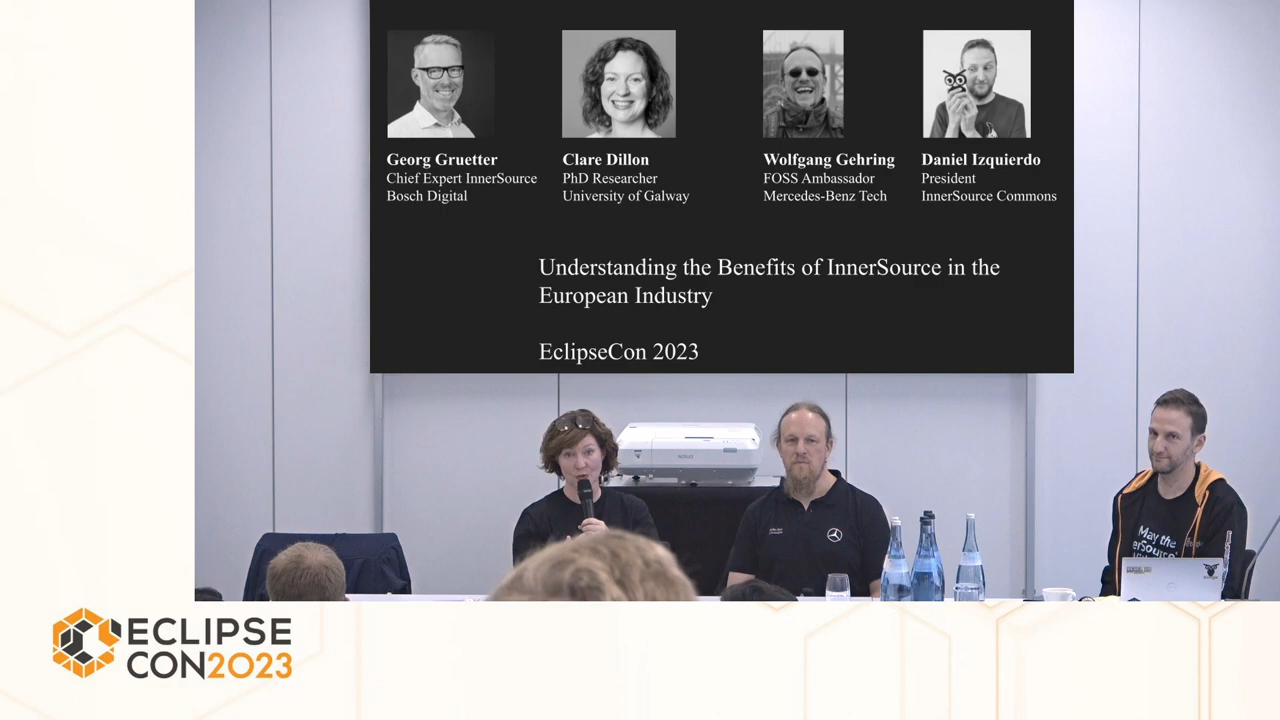 Georg Gruetter
Chief Expert InnerSource
Bosch Digital
Clare Dillon
PhD Researcher
University of Galway
Wolfgang Gehring
FOSS Ambassador
Mercedes-Benz Tech
Daniel Izquierdo
President
InnerSource Commons
Understanding the Benefits of InnerSource in the
European Industry
EclipseCon 2023
May the
ECLIPSE
CON2023